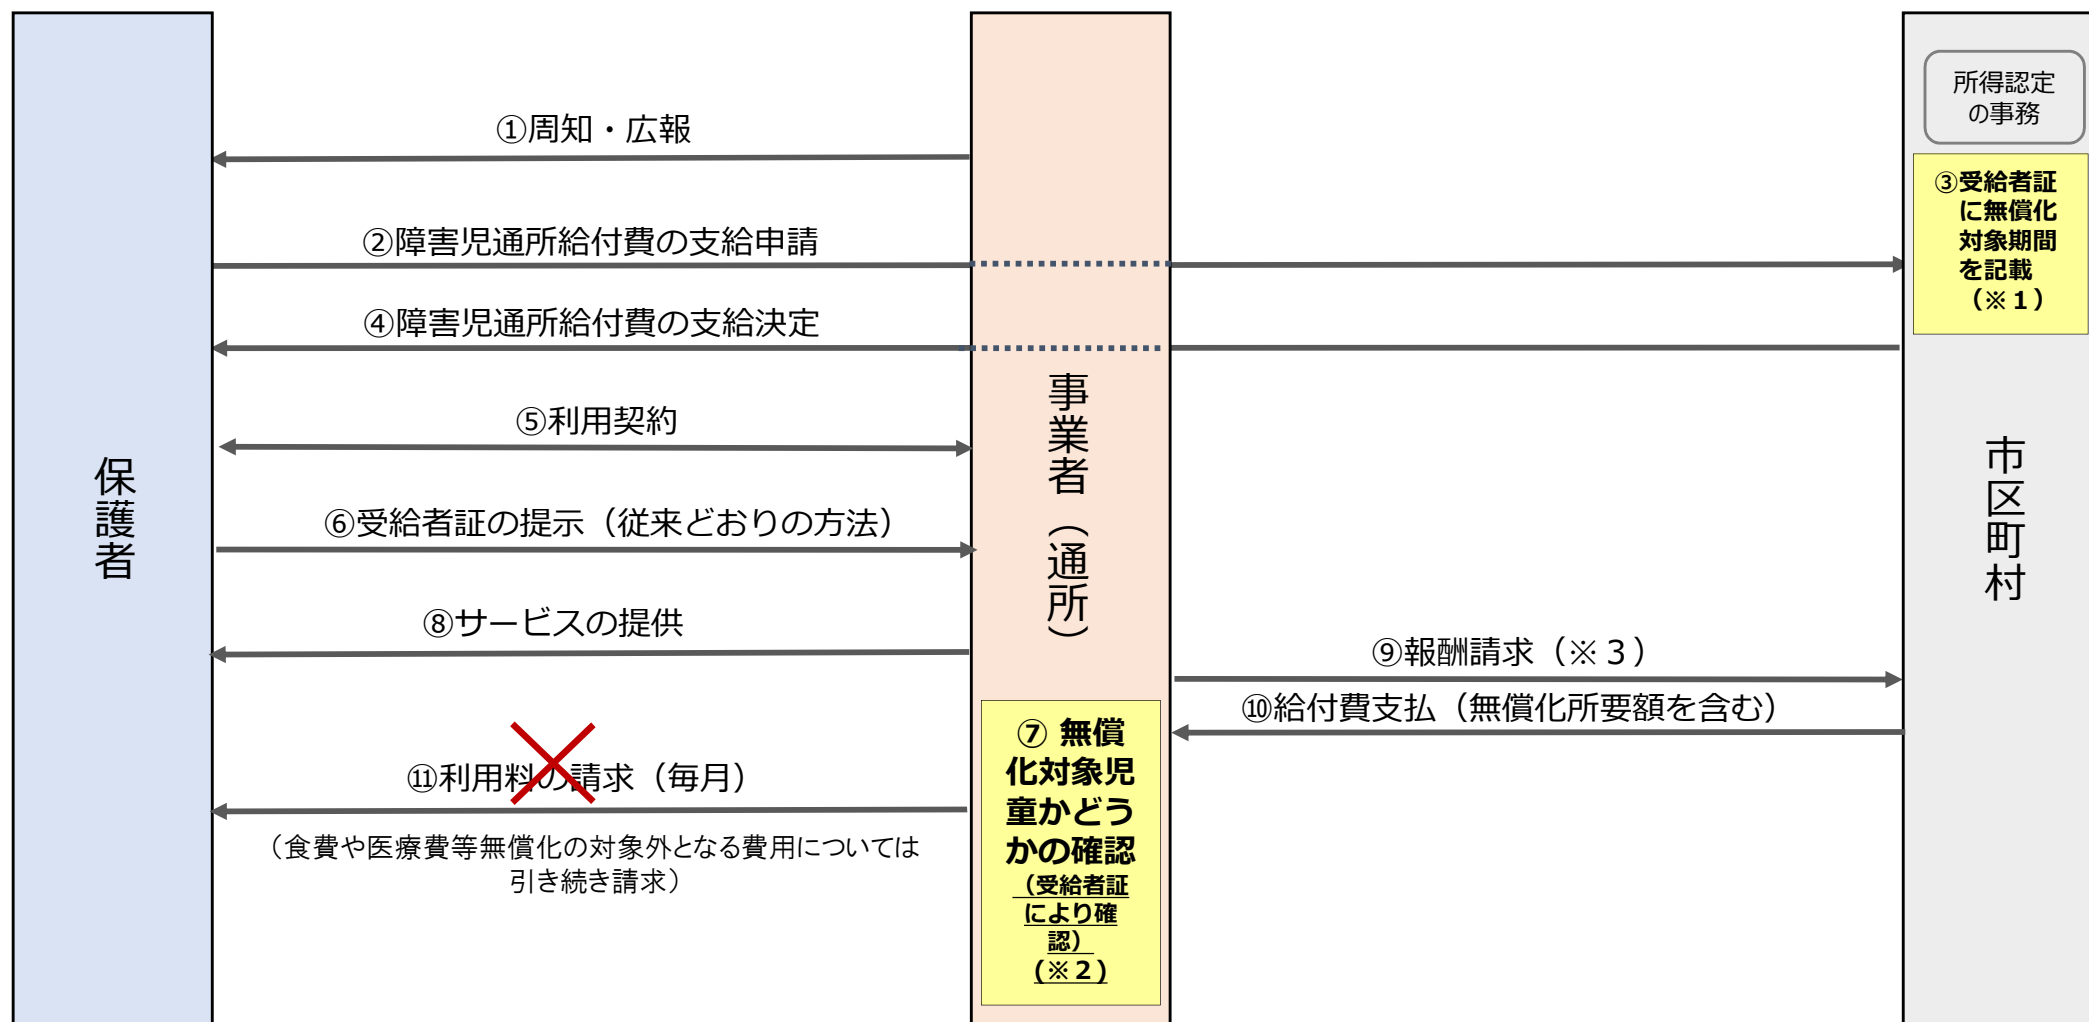 所得認定
の事務
①周知・広報
③受給者証
に無償化
対象期間
を記載
（※１）
②障害児通所給付費の支給申請
④障害児通所給付費の支給決定
⑤利用契約
⑥受給者証の提示（従来どおりの方法）
⑧サービスの提供
⑨報酬請求（※３）
⑩給付費支払（無償化所要額を含む）
⑪利用料の請求（毎月）
（食費や医療費等無償化の対象外となる費用については
引き続き請求）
⑦ 無償
化対象児
童かどう
かの確認
（受給者証
により確
認）
(※２)
保護者
事業者（通所）
市区町村